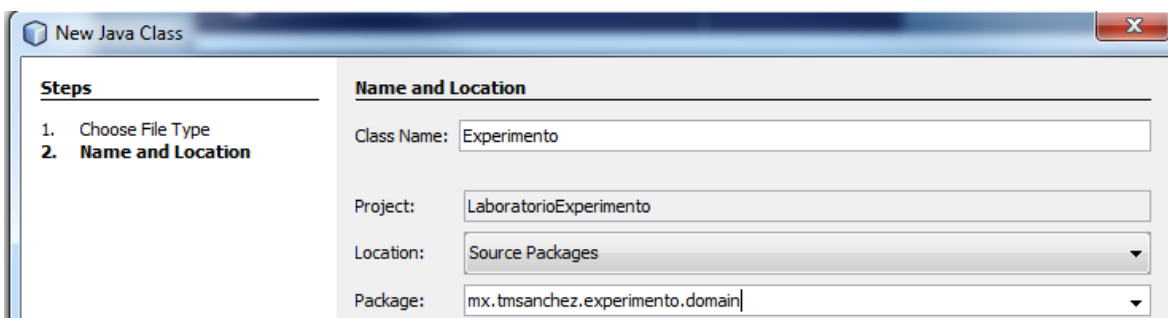 New Java Class
Steps
1. Choose File Type
2. Name and Location
Name and Location
Class Name: Experimento
Project: LaboratorioExperimento
Location: Source Packages
Package: mx.tmsanchez.experimento.domain